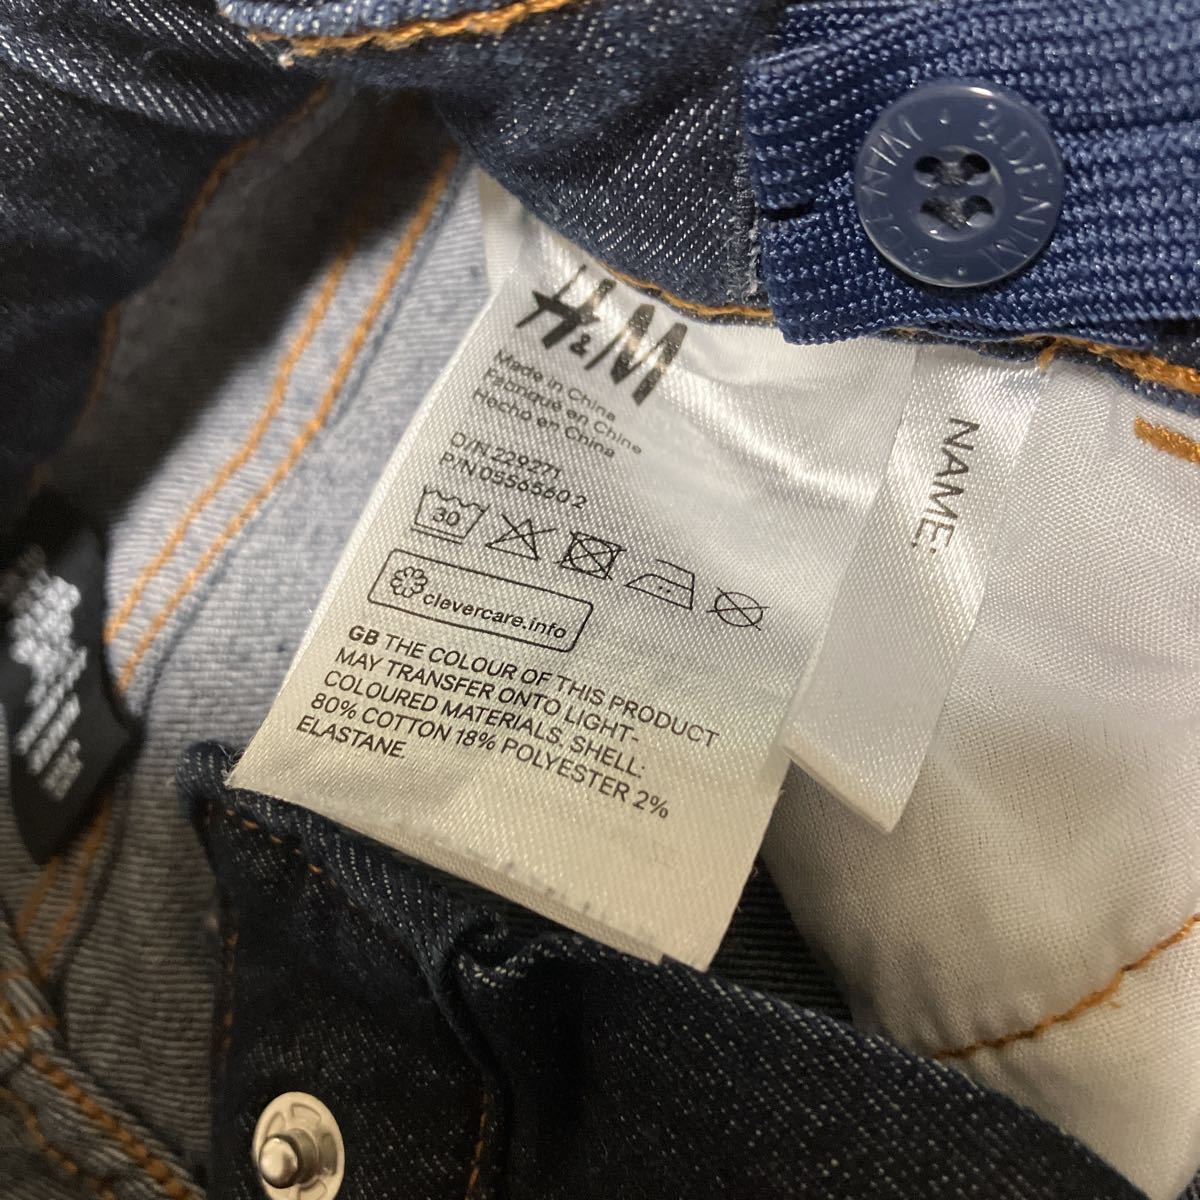 H&M
Made in China
Fabriqué en Chine
Hecho en China
O/N 229271
P/N 0556560 2
30
clevercare.info
GB THE COLOUR OF THIS PRODUCT
MAY TRANSFER ONTO LIGHT-
COLOURED MATERIALS. SHELL:
80% COTTON 18% POLYESTER 2%
ELASTANE.
NAME: